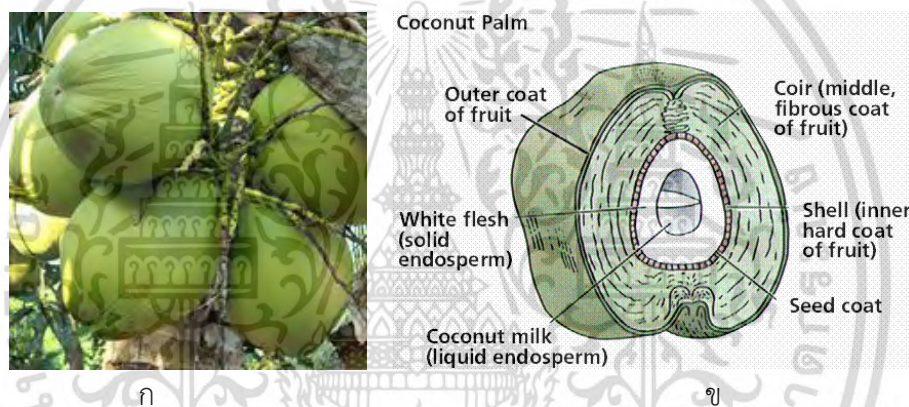 Coconut Palm
Outer coat
of fruit
Coir (middle,
fibrous coat
of fruit)
White flesh
(solid
endosperm)
Shell (inner
hard coat
of fruit)
Seed coat
Coconut milk
(liquid endosperm)
ก
ข